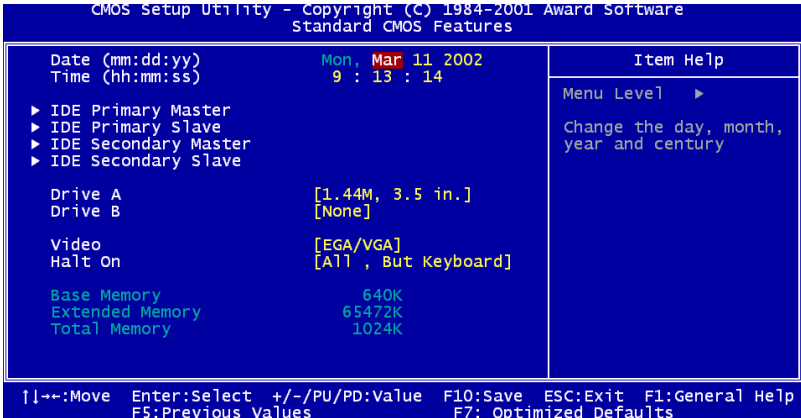 CMOS Setup Utility - Copyright (C) 1984-2001 Award Software
Standard CMOS Features
Date (mm:dd:yy) Mon, Mar 11 2002
Time (hh:mm:ss) 9 : 13 : 14
▶ IDE Primary Master
▶ IDE Primary Slave
▶ IDE Secondary Master
▶ IDE Secondary Slave
Drive A [1.44M, 3.5 in.]
Drive B [None]
Video [EGA/VGA]
Halt On [All , But Keyboard]
Base Memory 640K
Extended Memory 65472K
Total Memory 1024K
Item Help
Menu Level ▶
Change the day, month,
year and century
↑↓→←:Move Enter:Select +/-/PU/PD:Value F10:Save ESC:Exit F1:General Help
F5:Previous Values F7: Optimized Defaults